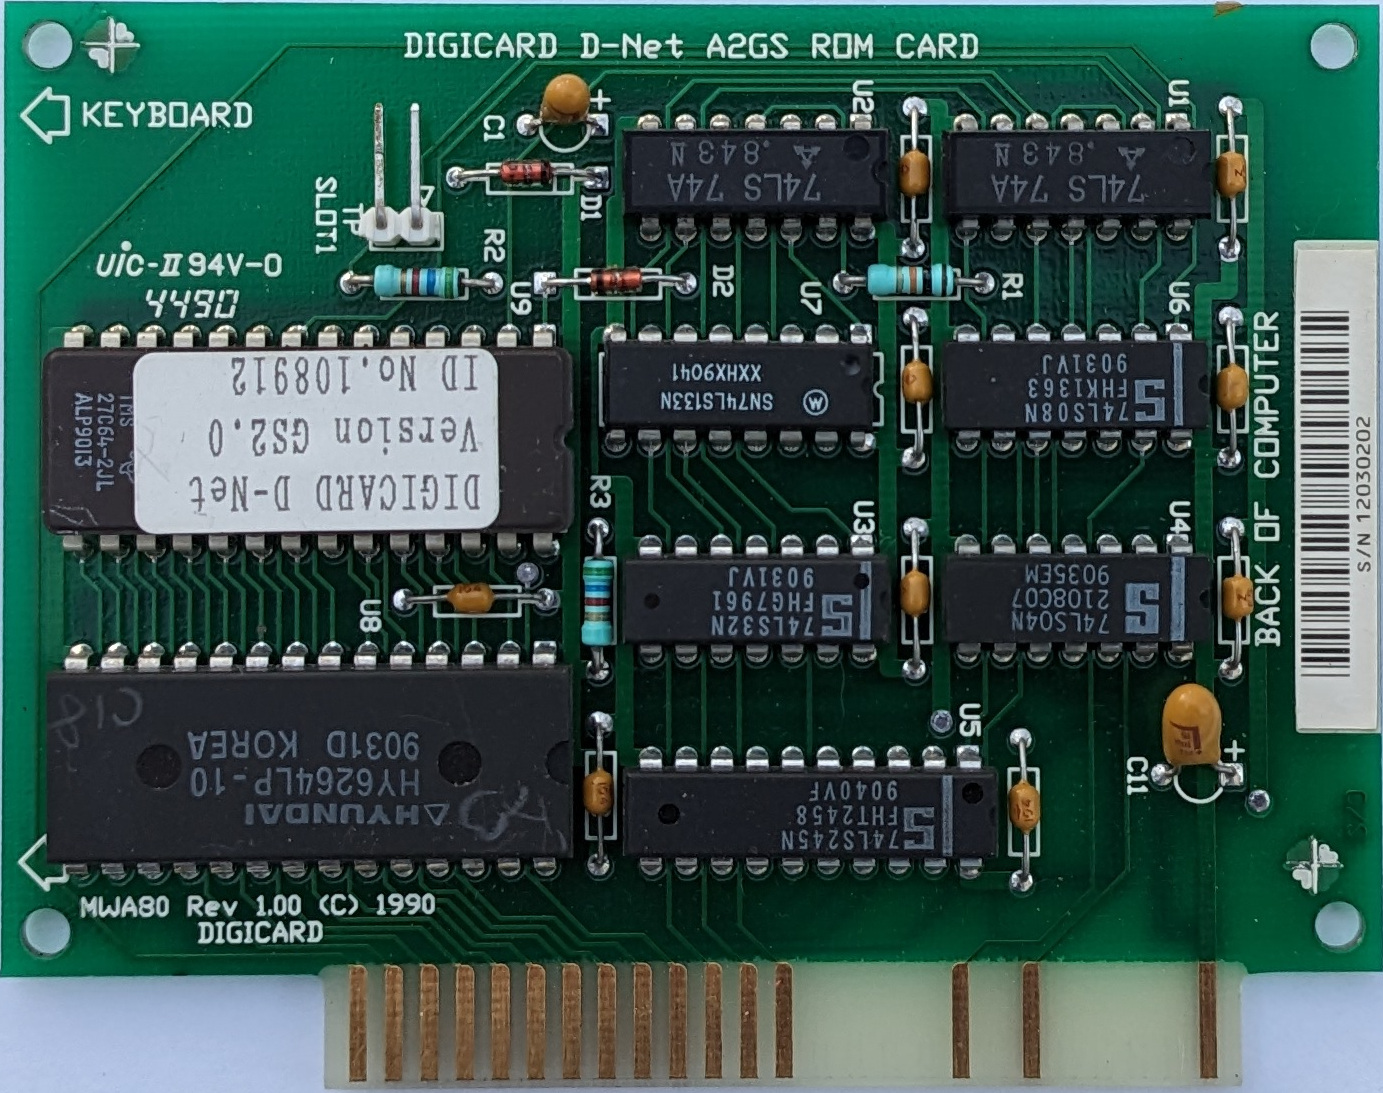 DIGICARD D-Net A2GS ROM CARD
KEYBOARD
SLOT1
C1
D1
R2
D2
U2
U1
U7
R1
U6
U9
uic-II 94V-0
4490
74LS 74A
.843 N
74LS 74A
.843 N
TMS
27C64-2JL
ALP9013
DIGICARD D-Net
Version GS2.0
ID No.108912
SN74LS133N
XXHX9041
74LS08N
FHK1363
9031VJ
BACK OF COMPUTER
S/N 12030202
R3
U3
U4
U8
74LS32N
FHG7961
9031VJ
74LS04N
2108C07
9035EM
U5
C11
C18
HYUNDAI
HY6264LP-10
9031D KOREA
74LS245N
FHT2458
9040VF
MWA80 Rev 1.00 (C) 1990
DIGICARD